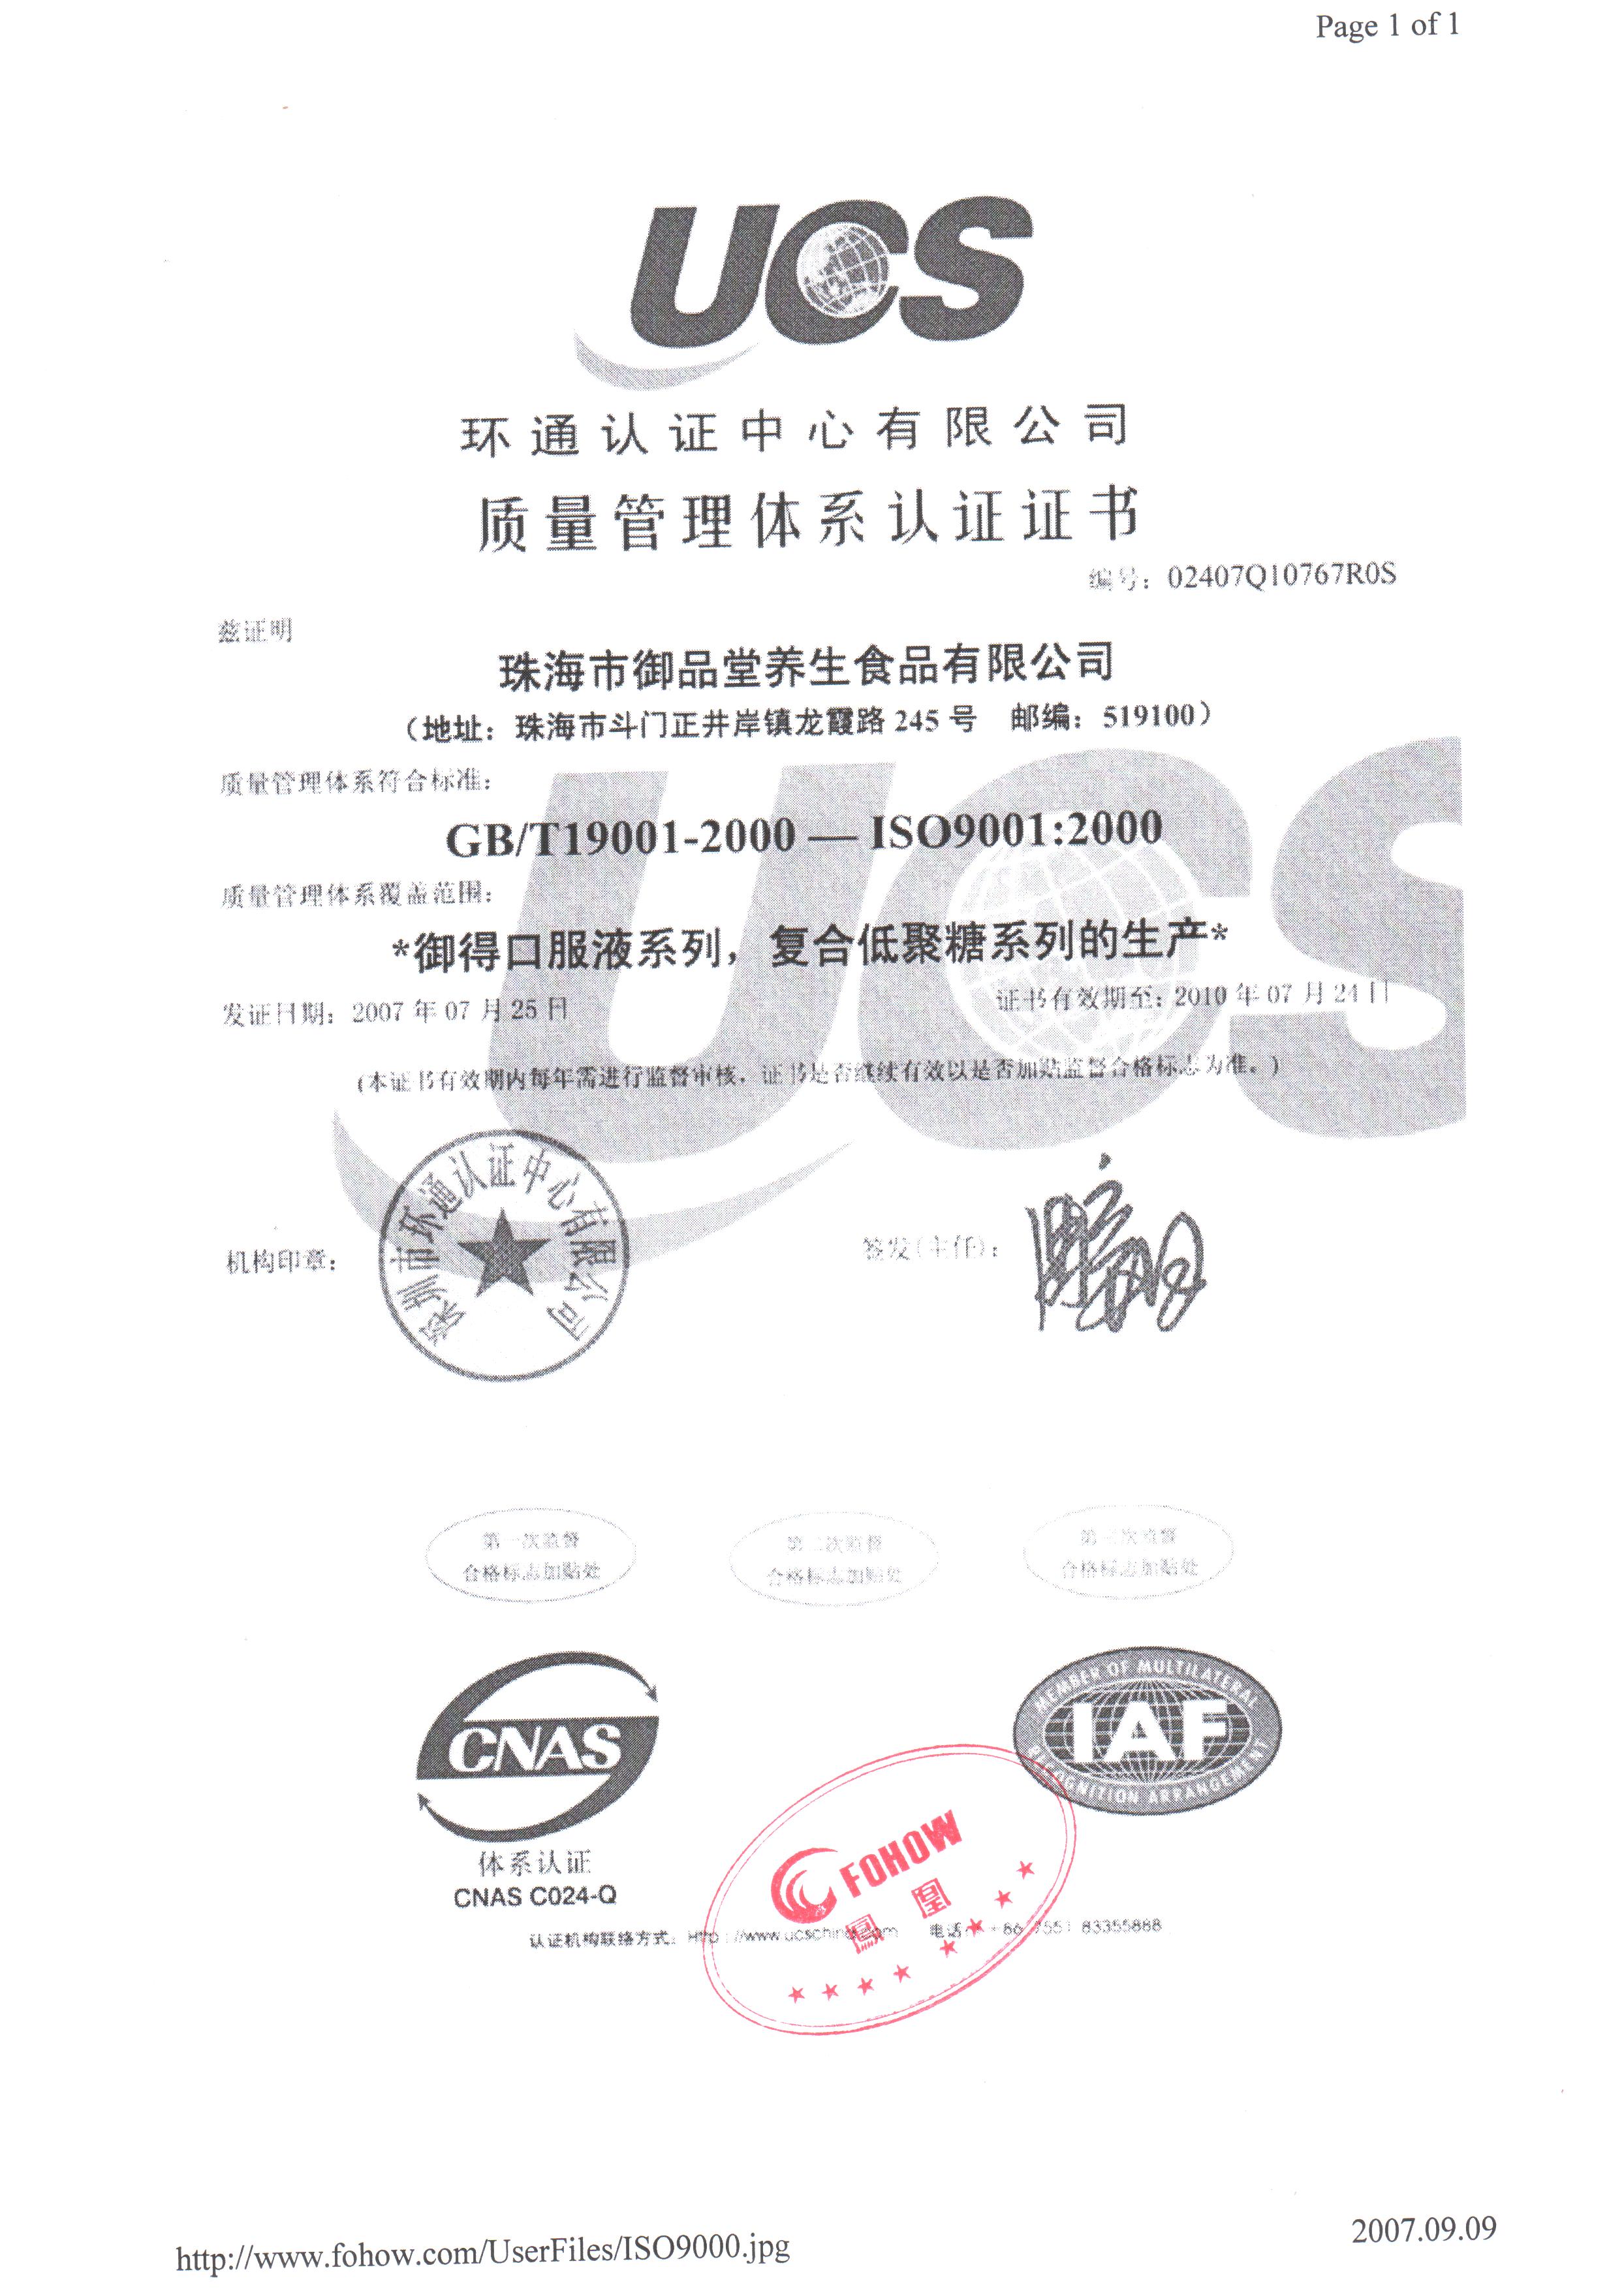 Page 1 of 1
UCS
环通认证中心有限公司
质量管理体系认证证书
编号：02407Q10767R0S
兹证明
珠海市御品堂养生食品有限公司
（地址：珠海市斗门正井岸镇龙霞路 245 号 邮编：519100）
质量管理体系符合标准：
GB/T19001-2000 — ISO9001:2000
质量管理体系覆盖范围：
*御得口服液系列，复合低聚糖系列的生产*
发证日期：2007 年 07 月 25 日 证书有效期至：2010 年 07 月 24 日
(本证书有效期内每年需进行监督审核，证书是否继续有效以是否加贴监督合格标志为准。)
机构印章：
深圳市环通认证中心有限公司
签发(主任)：
第一次监督
合格标志加贴处
第二次监督
合格标志加贴处
第三次监督
合格标志加贴处
CNAS
体系认证
CNAS C024-Q
MEMBER OF MULTILATERAL
IAF
RECOGNITION ARRANGEMENT
FOHOW
鳳凰
认证机构联络方式：Http://www.ucschina.com 电话： +86 755) 83355888
http://www.fohow.com/UserFiles/ISO9000.jpg
2007.09.09